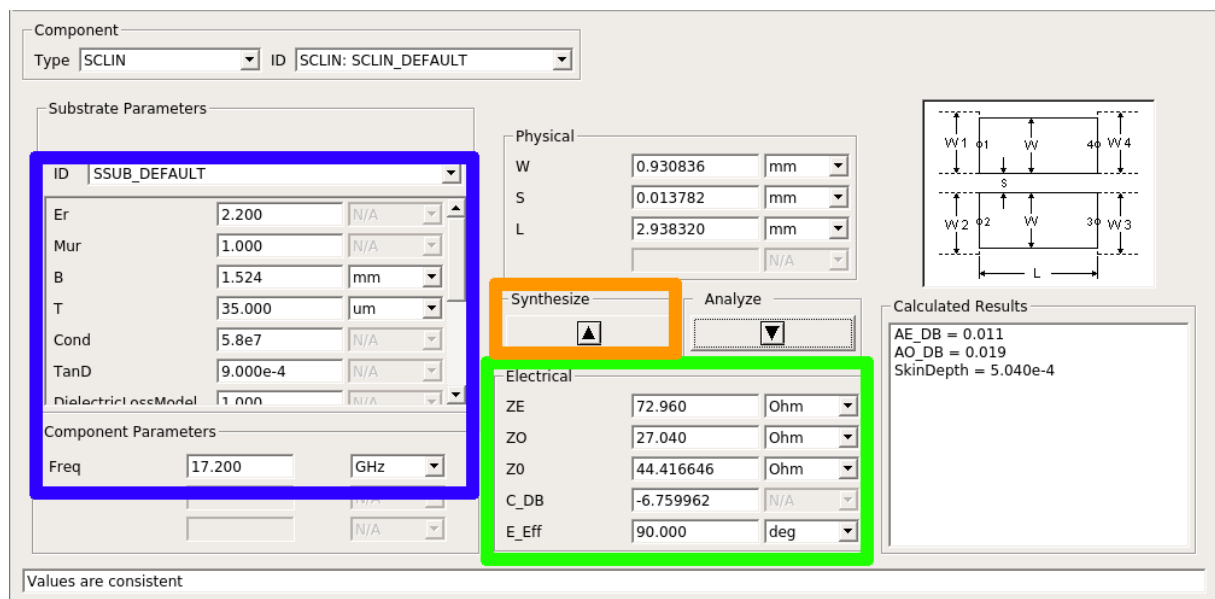 Component
Type SCLIN ID SCLIN: SCLIN_DEFAULT
Substrate Parameters
ID SSUB_DEFAULT
Er 2.200 N/A
Mur 1.000 N/A
B 1.524 mm
T 35.000 um
Cond 5.8e7 N/A
TanD 9.000e-4 N/A
DielectricLossModel 1.000 N/A
Component Parameters
Freq 17.200 GHz
N/A
N/A
Physical
W 0.930836 mm
S 0.013782 mm
L 2.938320 mm
N/A
Synthesize Analyze
Electrical
ZE 72.960 Ohm
ZO 27.040 Ohm
Z0 44.416646 Ohm
C_DB -6.759962 N/A
E_Eff 90.000 deg
W1 1 W 4 W4
S
W2 2 W 3 W3
L
Calculated Results
AE_DB = 0.011
AO_DB = 0.019
SkinDepth = 5.040e-4
Values are consistent